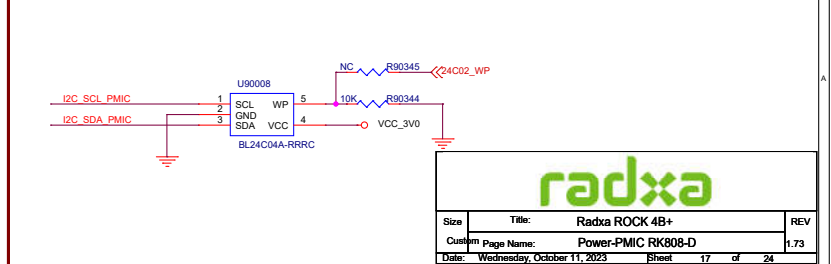 NC R90345 24C02_WP
A
U90008
I2C_SCL_PMIC 1 SCL WP 5 10K R90344
2 GND
I2C_SDA_PMIC 3 SDA VCC 4 VCC_3V0
BL24C04A-RRRC
radxa
Size Title: Radxa ROCK 4B+ REV
Custom Page Name: Power-PMIC RK808-D 1.73
Date: Wednesday, October 11, 2023 Sheet 17 of 24